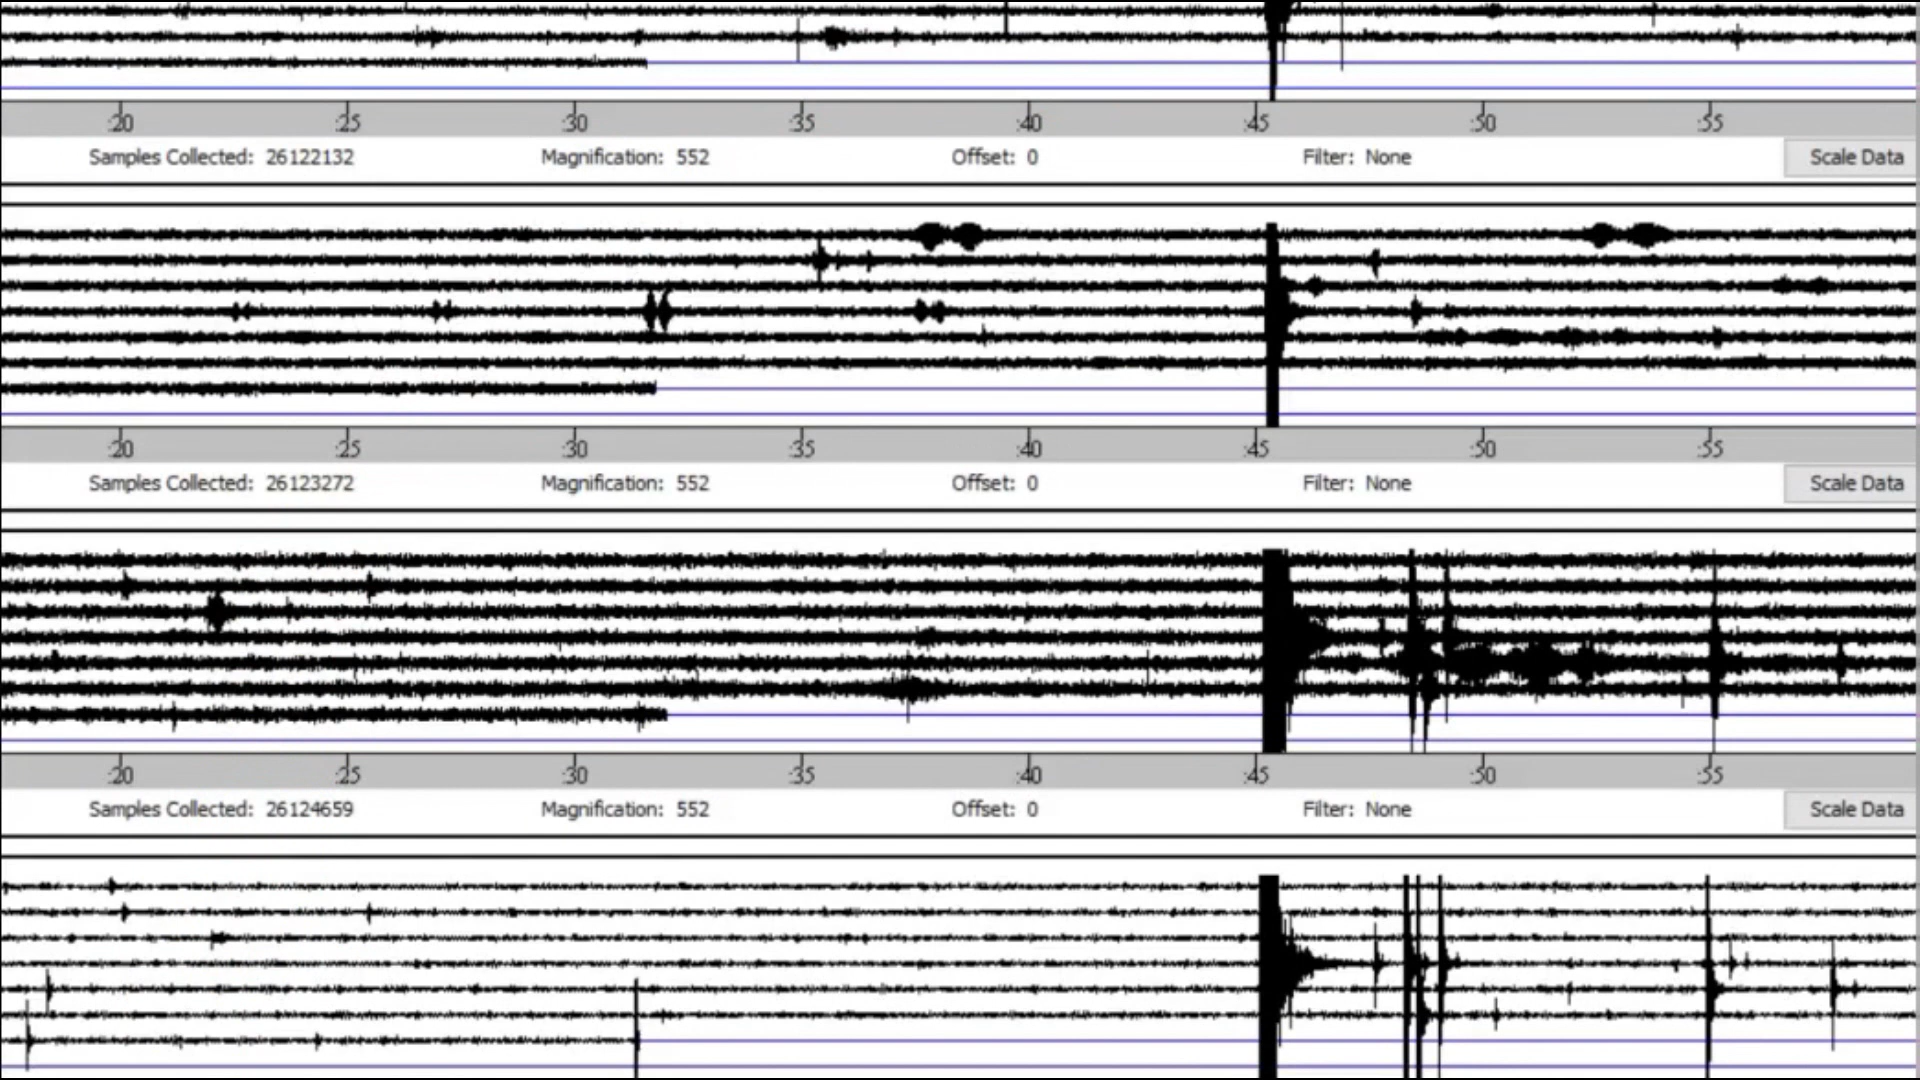 :20 :25 :30 :35 :40 :45 :50 :55
Samples Collected: 26122132 Magnification: 552 Offset: 0 Filter: None Scale Data
:20 :25 :30 :35 :40 :45 :50 :55
Samples Collected: 26123272 Magnification: 552 Offset: 0 Filter: None Scale Data
:20 :25 :30 :35 :40 :45 :50 :55
Samples Collected: 26124659 Magnification: 552 Offset: 0 Filter: None Scale Data